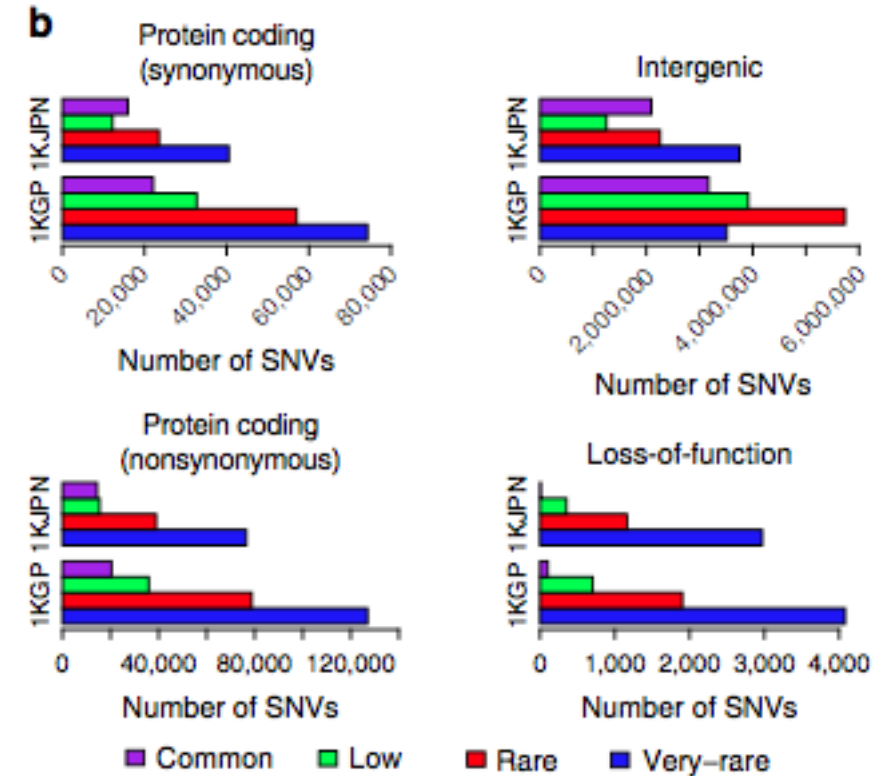 b
Protein coding
(synonymous)
1KJPN
1KGP
0
20,000
40,000
60,000
80,000
Number of SNVs
Intergenic
1KJPN
1KGP
0
2,000,000
4,000,000
6,000,000
Number of SNVs
Protein coding
(nonsynonymous)
1KJPN
1KGP
0 40,000 80,000 120,000
Number of SNVs
Loss-of-function
1KJPN
1KGP
0 1,000 2,000 3,000 4,000
Number of SNVs
Common Low Rare Very-rare